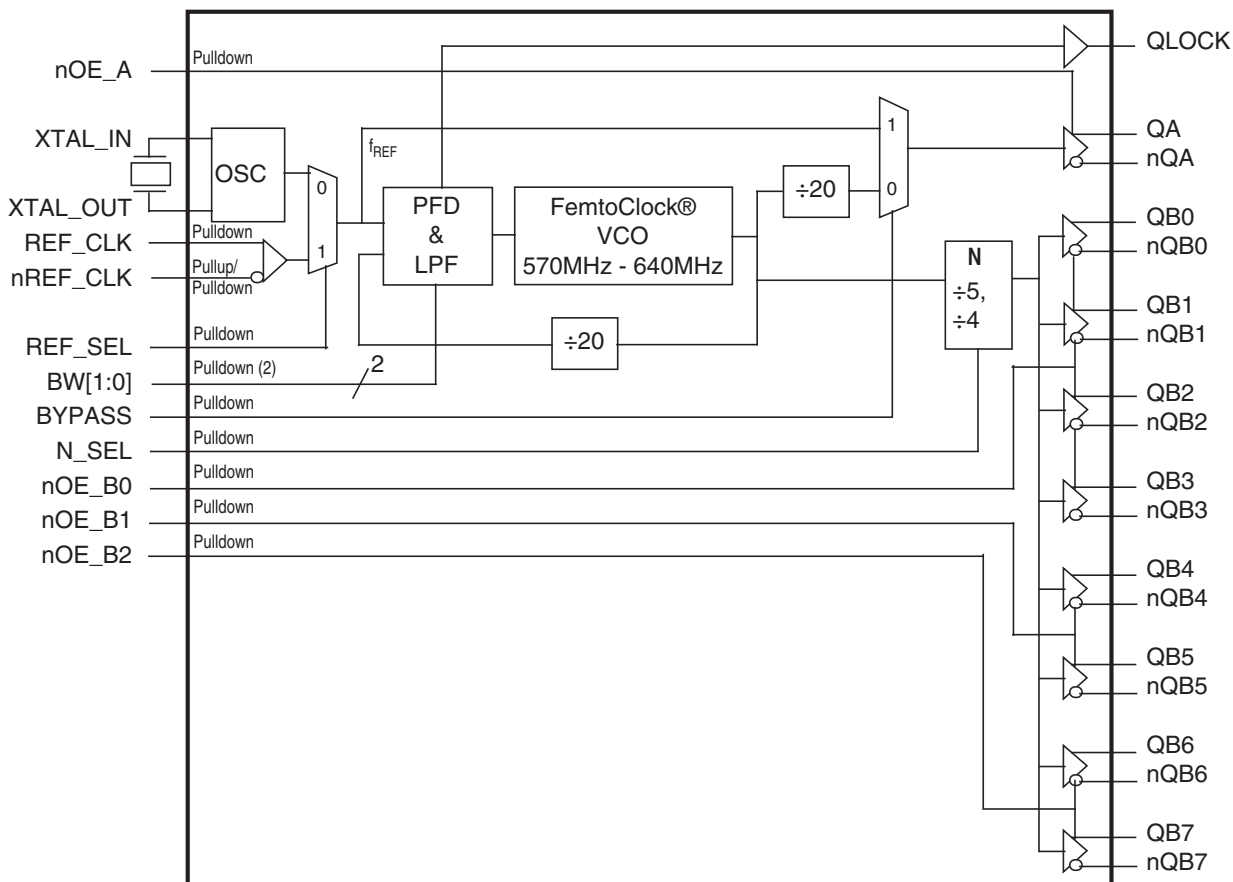 nOE_A
Pulldown
QLOCK
XTAL_IN
XTAL_OUT
OSC
0
1
fREF
REF_CLK
Pulldown
nREF_CLK
Pullup/
Pulldown
PFD
&
LPF
FemtoClock®
VCO
570MHz - 640MHz
÷20
÷20
1
0
N
÷5,
÷4
REF_SEL
Pulldown
BW[1:0]
Pulldown (2)
2
BYPASS
Pulldown
N_SEL
Pulldown
nOE_B0
Pulldown
nOE_B1
Pulldown
nOE_B2
Pulldown
QA
nQA
QB0
nQB0
QB1
nQB1
QB2
nQB2
QB3
nQB3
QB4
nQB4
QB5
nQB5
QB6
nQB6
QB7
nQB7